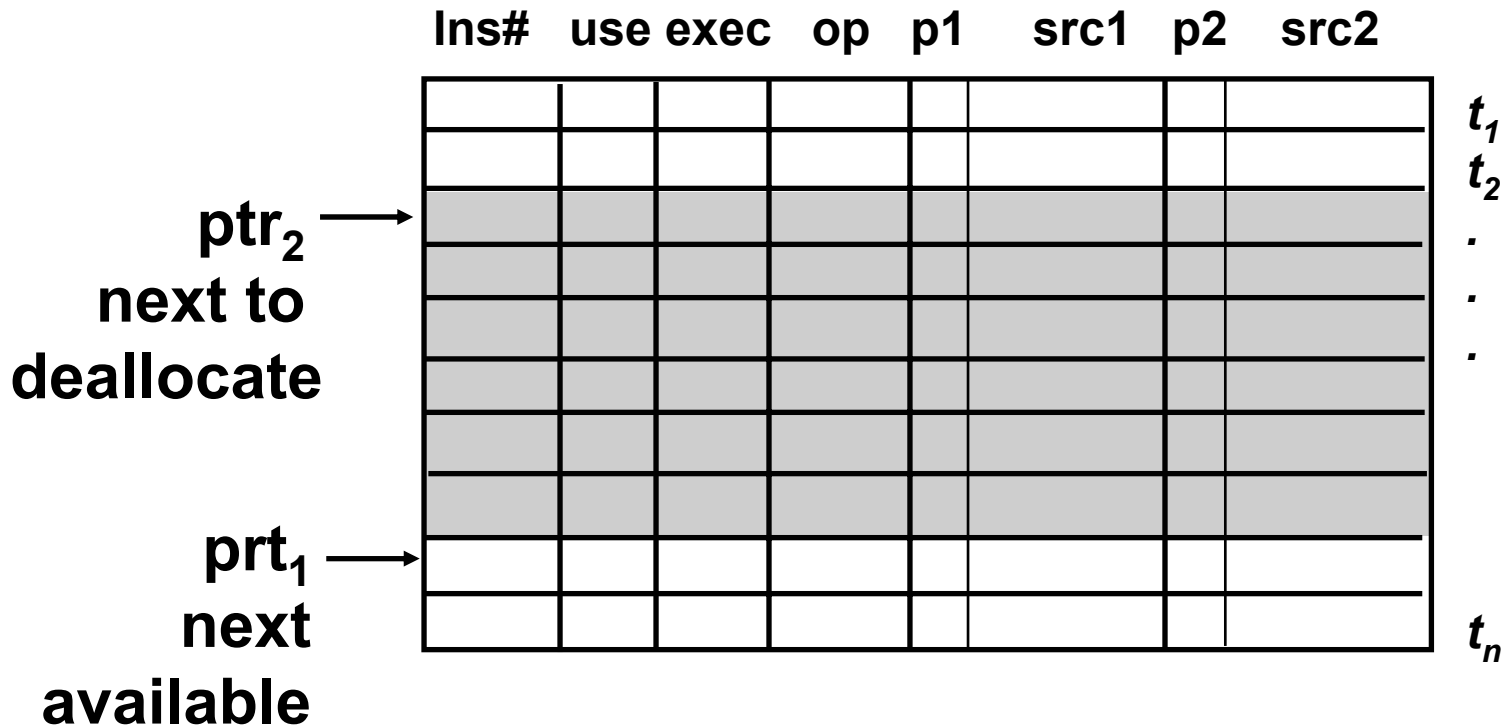 Ins# use exec op p1 src1 p2 src2
t1
t2
ptr2
.
next to
.
deallocate
.
prt1
next
tn
available